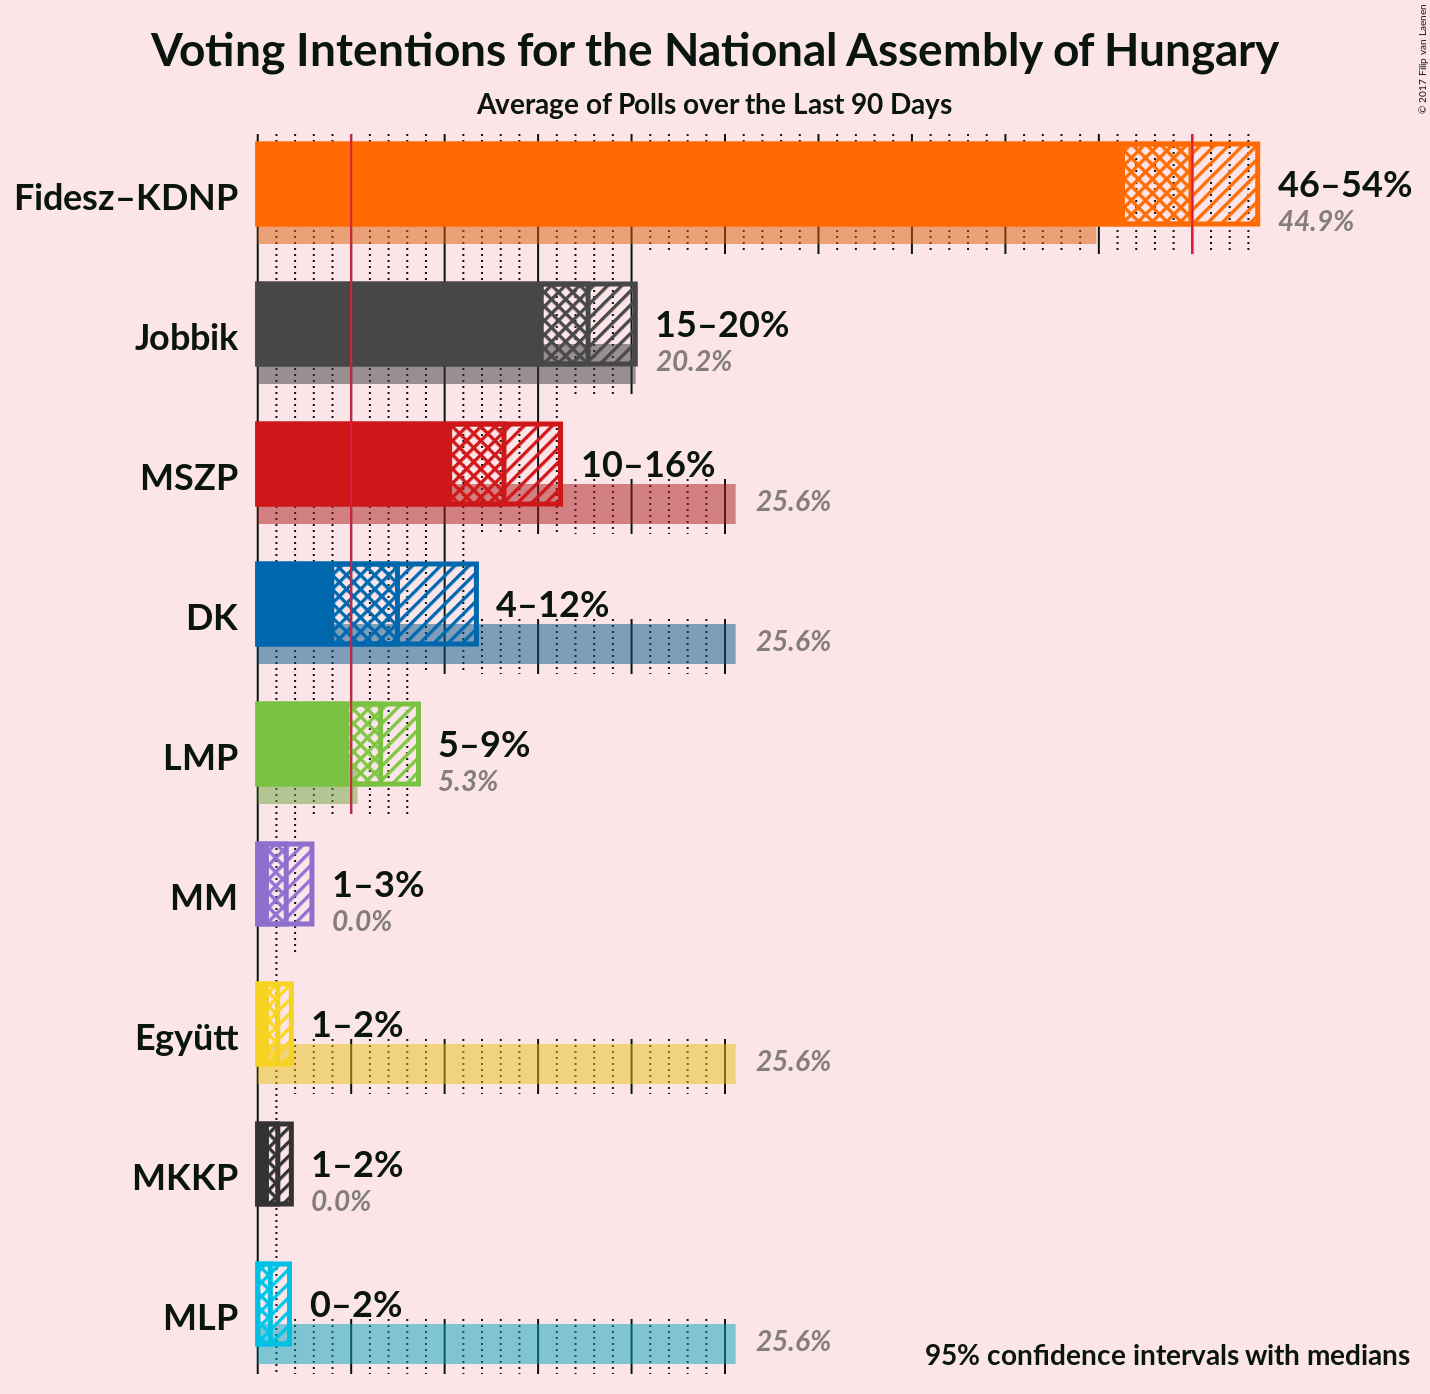 Voting Intentions for the National Assembly of Hungary
Average of Polls over the Last 90 Days
© 2017 Filip van Laenen
Fidesz–KDNP
46–54%
44.9%
Jobbik
15–20%
20.2%
MSZP
10–16%
25.6%
DK
4–12%
25.6%
LMP
5–9%
5.3%
MM
1–3%
0.0%
Együtt
1–2%
25.6%
MKKP
1–2%
0.0%
MLP
0–2%
25.6%
95% confidence intervals with medians